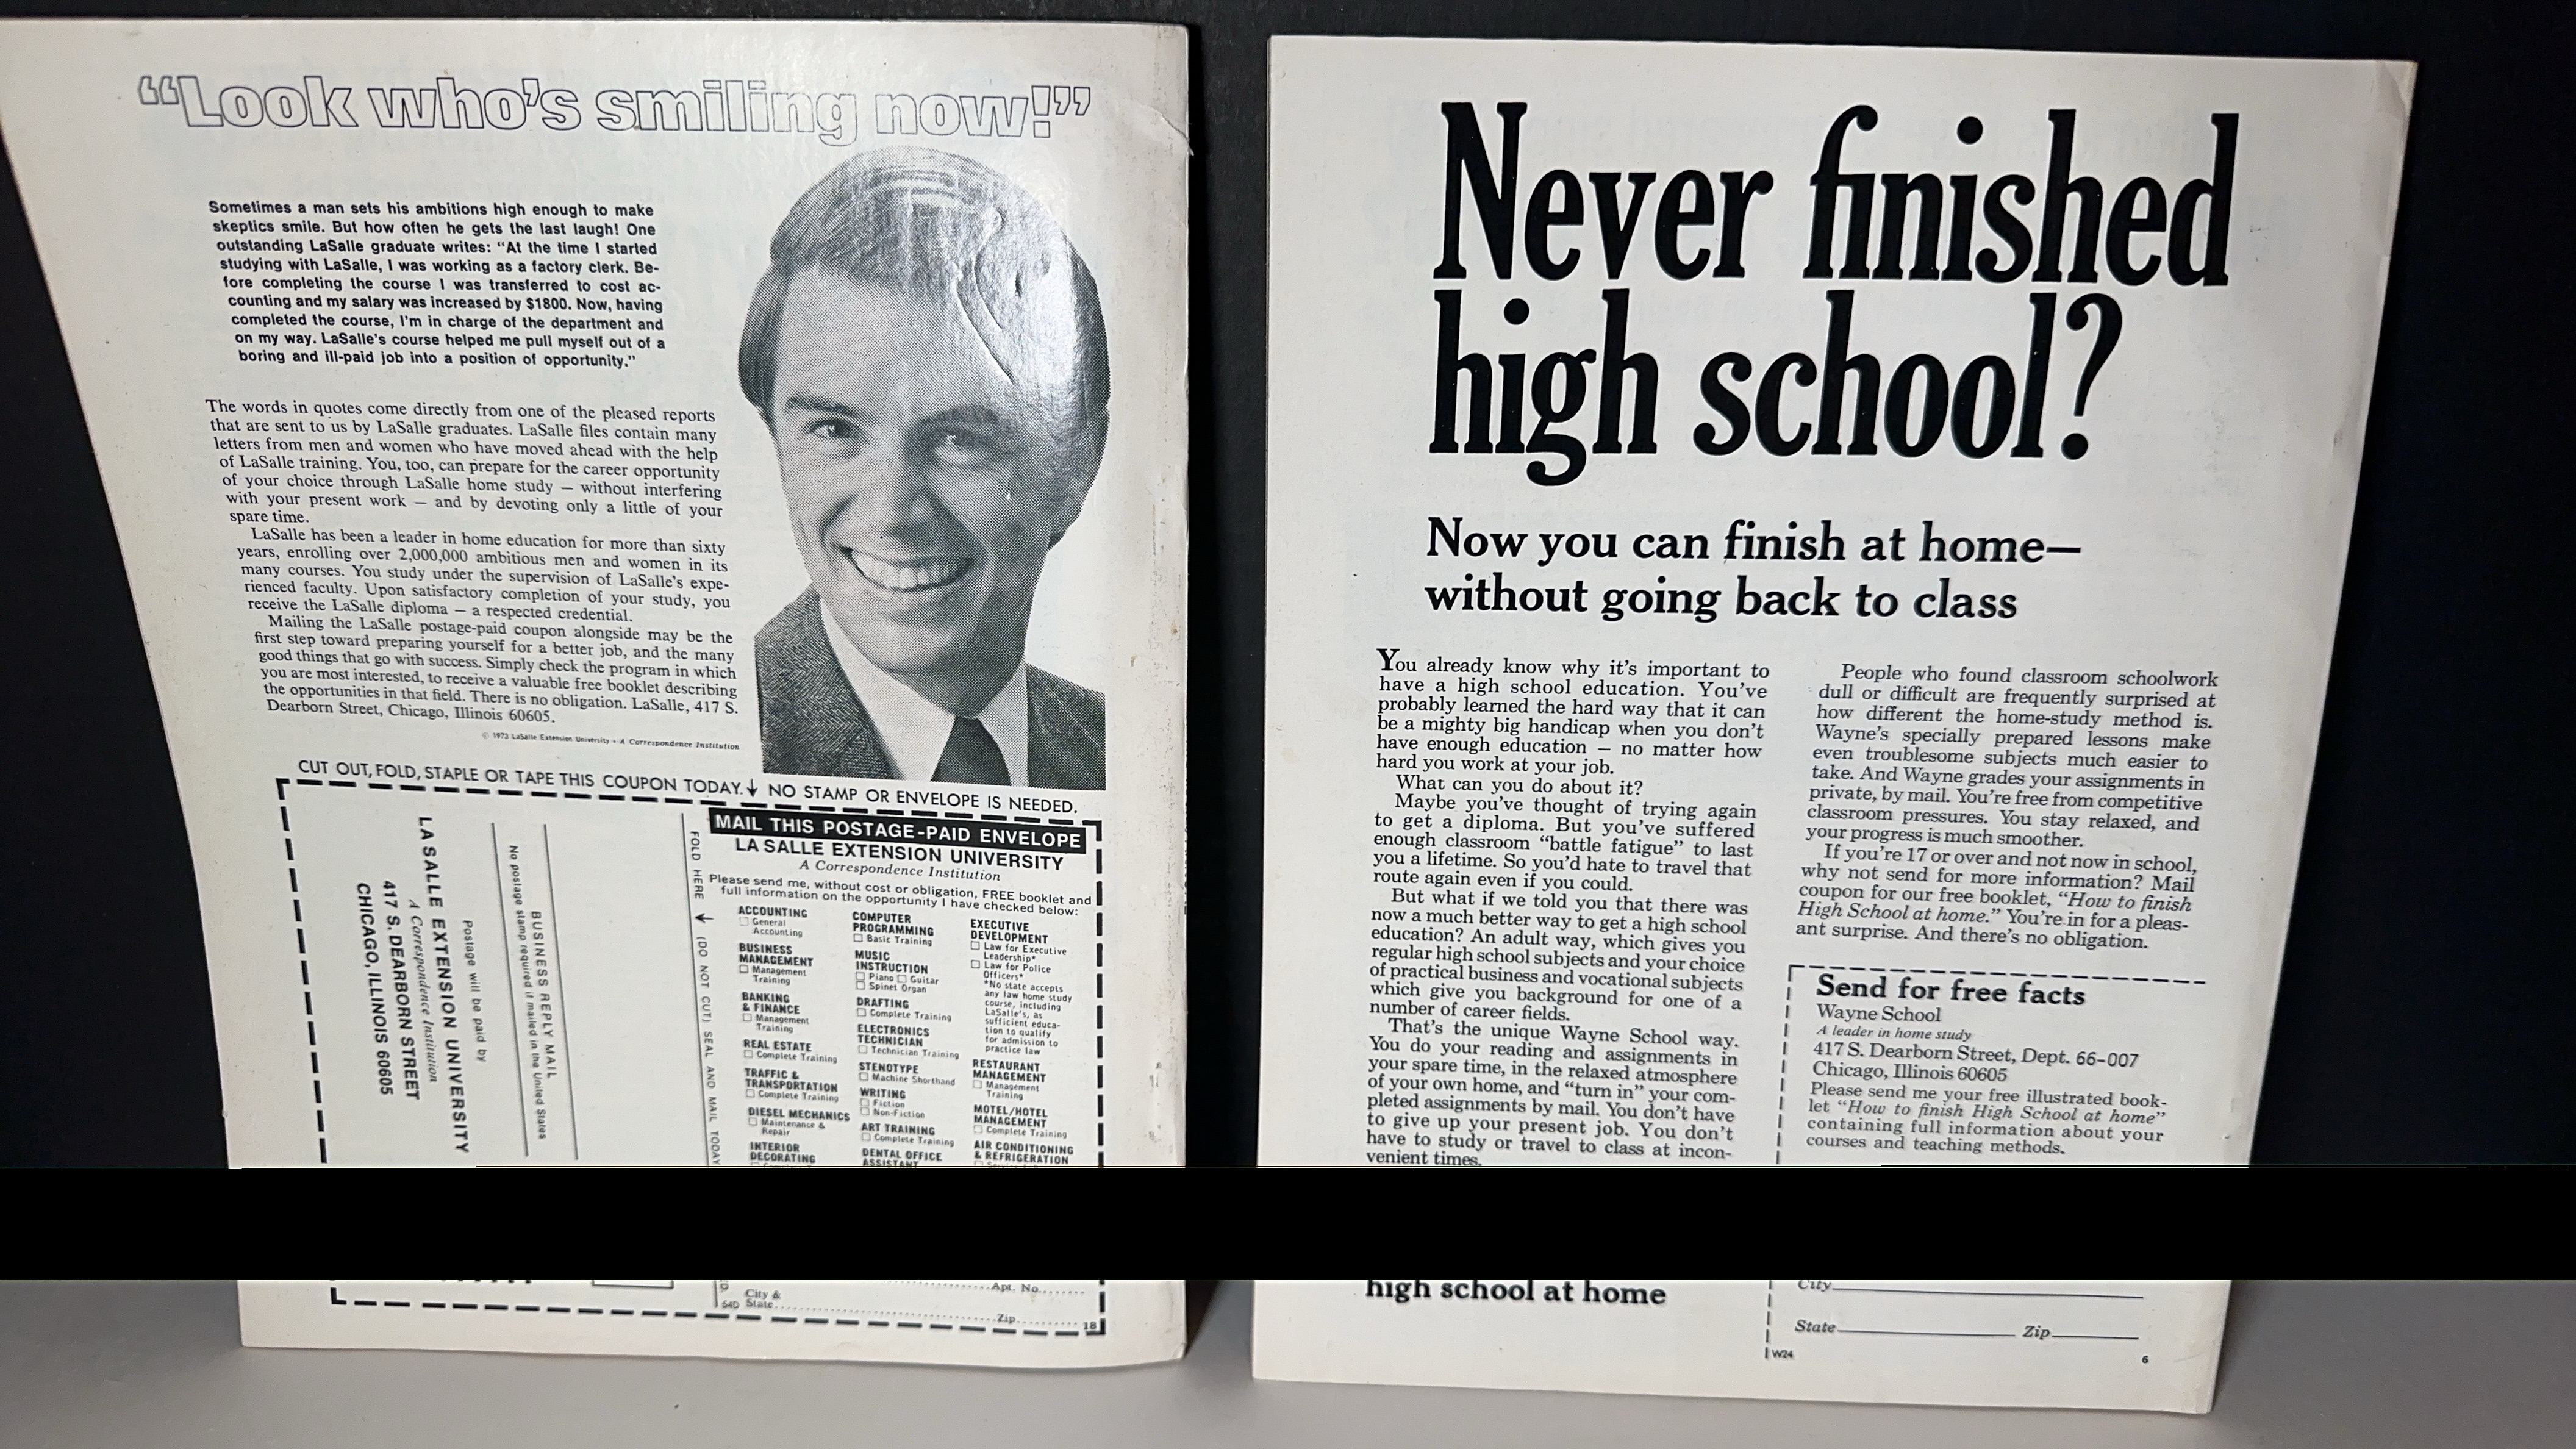 “Look who’s smiling now!”
Sometimes a man sets his ambitions high enough to make
skeptics smile. But how often he gets the last laugh! One
outstanding LaSalle graduate writes: “At the time I started
studying with LaSalle, I was working as a factory clerk. Be-
fore completing the course I was transferred to cost ac-
counting and my salary was increased by $1800. Now, having
completed the course, I’m in charge of the department and
on my way. LaSalle’s course helped me pull myself out of a
boring and ill-paid job into a position of opportunity.”
The words in quotes come directly from one of the pleased reports
that are sent to us by LaSalle graduates. LaSalle files contain many
letters from men and women who have moved ahead with the help
of LaSalle training. You, too, can prepare for the career opportunity
of your choice through LaSalle home study — without interfering
with your present work — and by devoting only a little of your
spare time.
LaSalle has been a leader in home education for more than sixty
years, enrolling over 2,000,000 ambitious men and women in its
many courses. You study under the supervision of LaSalle’s expe-
rienced faculty. Upon satisfactory completion of your study, you
receive the LaSalle diploma — a respected credential.
Mailing the LaSalle postage-paid coupon alongside may be the
first step toward preparing yourself for a better job, and the many
good things that go with success. Simply check the program in which
you are most interested, to receive a valuable free booklet describing
the opportunities in that field. There is no obligation. LaSalle, 417 S.
Dearborn Street, Chicago, Illinois 60605.
© 1973 LaSalle Extension University • A Correspondence Institution
CUT OUT, FOLD, STAPLE OR TAPE THIS COUPON TODAY. NO STAMP OR ENVELOPE IS NEEDED.
No postage stamp required if mailed in the United States
BUSINESS REPLY MAIL
Postage will be paid by
LASALLE EXTENSION UNIVERSITY
A Correspondence Institution
417 S. DEARBORN STREET
CHICAGO, ILLINOIS 60605
FOLD HERE (DO NOT CUT) SEAL AND MAIL TODAY
MAIL THIS POSTAGE-PAID ENVELOPE
LA SALLE EXTENSION UNIVERSITY
A Correspondence Institution
Please send me, without cost or obligation, FREE booklet and
full information on the opportunity I have checked below:
ACCOUNTING
General
Accounting
BUSINESS
MANAGEMENT
Management
Training
BANKING
& FINANCE
Management
Training
REAL ESTATE
Complete Training
TRAFFIC &
TRANSPORTATION
Complete Training
DIESEL MECHANICS
Maintenance &
Repair
INTERIOR
DECORATING
COMPUTER
PROGRAMMING
Basic Training
MUSIC
INSTRUCTION
Piano Guitar
Spinet Organ
DRAFTING
Complete Training
ELECTRONICS
TECHNICIAN
Technician Training
STENOTYPE
Machine Shorthand
WRITING
Fiction
Non-Fiction
ART TRAINING
Complete Training
DENTAL OFFICE
ASSISTANT
EXECUTIVE
DEVELOPMENT
Law for Executive
Leadership*
Law for Police
Officers*
*No state accepts
any law home study
course, including
LaSalle’s, as
sufficient educa-
tion to qualify
for admission to
practice law
RESTAURANT
MANAGEMENT
Management
Training
MOTEL/HOTEL
MANAGEMENT
Complete Training
AIR CONDITIONING
& REFRIGERATION
Apt. No.
City &
State
54D
Zip
18
Never finished
high school?
Now you can finish at home—
without going back to class
You already know why it’s important to
have a high school education. You’ve
probably learned the hard way that it can
be a mighty big handicap when you don’t
have enough education — no matter how
hard you work at your job.
What can you do about it?
Maybe you’ve thought of trying again
to get a diploma. But you’ve suffered
enough classroom “battle fatigue” to last
you a lifetime. So you’d hate to travel that
route again even if you could.
But what if we told you that there was
now a much better way to get a high school
education? An adult way, which gives you
regular high school subjects and your choice
of practical business and vocational subjects
which give you background for one of a
number of career fields.
That’s the unique Wayne School way.
You do your reading and assignments in
your spare time, in the relaxed atmosphere
of your own home, and “turn in” your com-
pleted assignments by mail. You don’t have
to give up your present job. You don’t
have to study or travel to class at incon-
venient times.
high school at home
People who found classroom schoolwork
dull or difficult are frequently surprised at
how different the home-study method is.
Wayne’s specially prepared lessons make
even troublesome subjects much easier to
take. And Wayne grades your assignments in
private, by mail. You’re free from competitive
classroom pressures. You stay relaxed, and
your progress is much smoother.
If you’re 17 or over and not now in school,
why not send for more information? Mail
coupon for our free booklet, “How to finish
High School at home.” You’re in for a pleas-
ant surprise. And there’s no obligation.
Send for free facts
Wayne School
A leader in home study
417 S. Dearborn Street, Dept. 66-007
Chicago, Illinois 60605
Please send me your free illustrated book-
let “How to finish High School at home”
containing full information about your
courses and teaching methods.
City
State Zip
W24
6